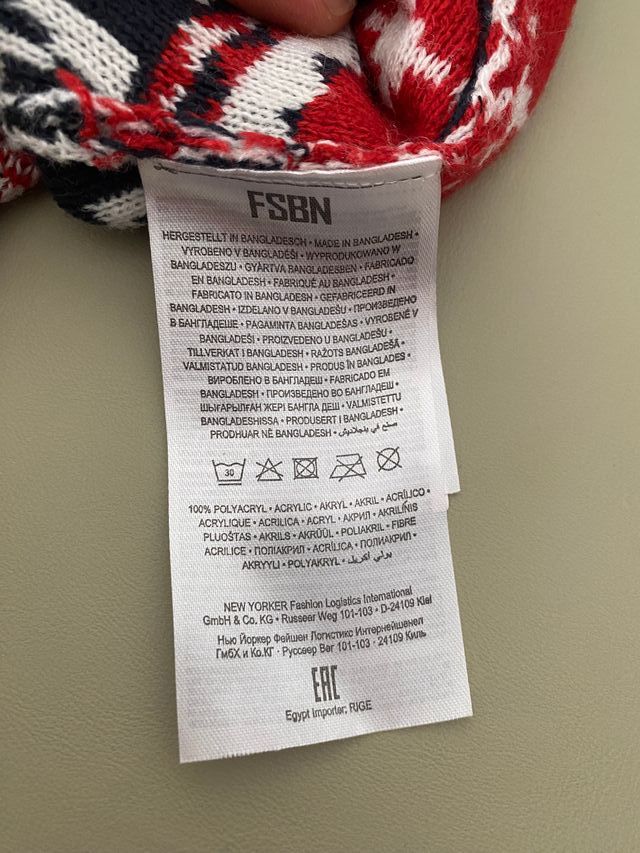 FSBN
HERGESTELLT IN BANGLADESCH • MADE IN BANGLADESH •
VYROBENO V BANGLADÉŠI • WYPRODUKOWANO W
BANGLADESZU • GYÁRTVA BANGLADESBEN • FABRICADO
EN BANGLADESH • FABRIQUÉ AU BANGLADESH •
FABRICATO IN BANGLADESH • GEFABRICEERD IN
BANGLADESH • IZDELANO V BANGLADEŠU • ПРОИЗВЕДЕНО
В БАНГЛАДЕШЕ • PAGAMINTA BANGLADEŠAS • VYROBENÉ V
BANGLADÉŠI • PROIZVEDENO U BANGLADEŠU •
TILLVERKAT I BANGLADESH • RAŽOTS BANGLADEŠĀ •
VALMISTATUD BANGLADESH • PRODUS ÎN BANGLADES •
ВИРОБЛЕНО В БАНГЛАДЕШ • FABRICADO EM
BANGLADESH • ПРОИЗВЕДЕНО ВО БАНГЛАДЕШ •
ШЫҒАРЫЛҒАН ЖЕРІ БАНГЛА ДЕШ • VALMISTETTU
BANGLADESHISSA • PRODUSERT I BANGLADESH •
PRODHUAR NË BANGLADESH • صنع في بنجلاديش
30
100% POLYACRYL • ACRYLIC • AKRYL • AKRIL • ACRÍLICO •
ACRYLIQUE • ACRILICA • ACRYL • АКРИЛ • AKRILINIS
PLUOŠTAS • AKRILS • AKRÜÜL • POLIAKRIL • FIBRE
ACRILICE • ПОЛІАКРИЛ • ACRÍLICA • ПОЛИАКРИЛ •
AKRYYLI • POLYAKRYL • بولي اكريل
NEW YORKER Fashion Logistics International
GmbH & Co. KG • Russeer Weg 101-103 • D-24109 Kiel
Нью Йоркер Фейшен Логистикс Интернейшенел
ГмбХ и Ко.КГ · Руссеер Вег 101-103 · 24109 Киль
EAC
Egypt Importer: RIGE